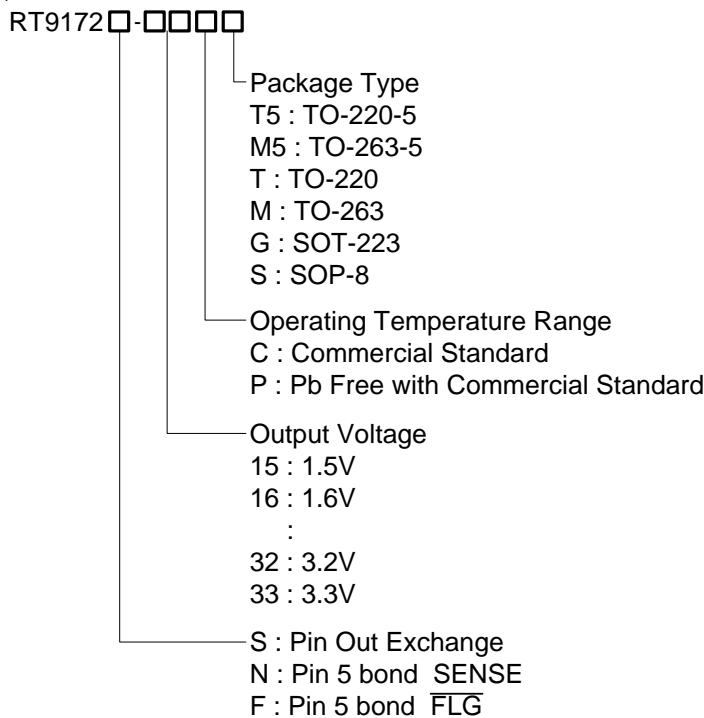 RT9172□-□□□□
Package Type
T5 : TO-220-5
M5 : TO-263-5
T : TO-220
M : TO-263
G : SOT-223
S : SOP-8
Operating Temperature Range
C : Commercial Standard
P : Pb Free with Commercial Standard
Output Voltage
15 : 1.5V
16 : 1.6V
:
32 : 3.2V
33 : 3.3V
S : Pin Out Exchange
N : Pin 5 bond SENSE
F : Pin 5 bond F̅L̅G̅